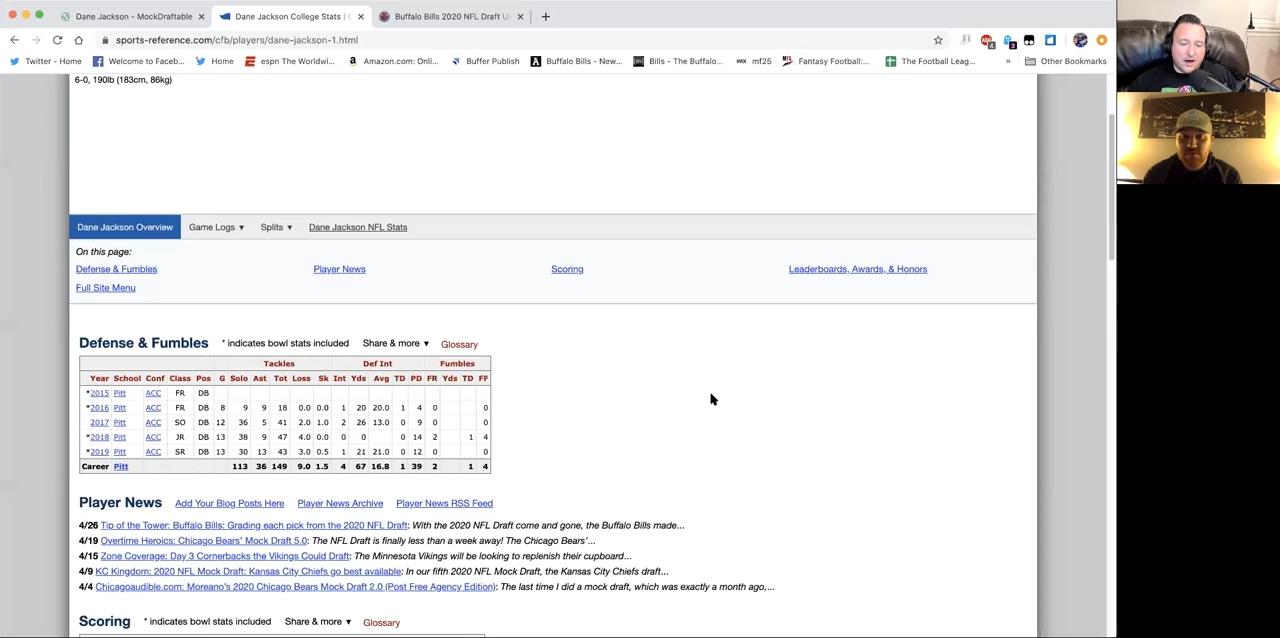 Dane Jackson - MockDraftable × Dane Jackson College Stats | × Buffalo Bills 2020 NFL Draft U × +
sports-reference.com/cfb/players/dane-jackson-1.html
Twitter - Home Welcome to Faceb... Home espn The Worldwi... Amazon.com: Onli... Buffer Publish Buffalo Bills - New... Bills - The Buffalo... mf25 Fantasy Football:... The Football Leag... » Other Bookmarks
6-0, 190lb (183cm, 86kg)
Dane Jackson Overview Game Logs ▼ Splits ▼ Dane Jackson NFL Stats
On this page:
Defense & Fumbles Player News Scoring Leaderboards, Awards, & Honors
Full Site Menu
Defense & Fumbles * indicates bowl stats included Share & more ▼ Glossary
Tackles Def Int Fumbles
Year School Conf Class Pos G Solo Ast Tot Loss Sk Int Yds Avg TD PD FR Yds TD FF
*2015 Pitt ACC FR DB
*2016 Pitt ACC FR DB 8 9 9 18 0.0 0.0 1 20 20.0 1 4 0 0
2017 Pitt ACC SO DB 12 36 5 41 2.0 1.0 2 26 13.0 0 9 0 0
*2018 Pitt ACC JR DB 13 38 9 47 4.0 0.0 0 0 0 14 2 1 4
*2019 Pitt ACC SR DB 13 30 13 43 3.0 0.5 1 21 21.0 0 12 0 0
Career Pitt 113 36 149 9.0 1.5 4 67 16.8 1 39 2 1 4
Player News Add Your Blog Posts Here Player News Archive Player News RSS Feed
4/26 Tip of the Tower: Buffalo Bills: Grading each pick from the 2020 NFL Draft: With the 2020 NFL Draft come and gone, the Buffalo Bills made...
4/19 Overtime Heroics: Chicago Bears' Mock Draft 5.0: The NFL Draft is finally less than a week away! The Chicago Bears'...
4/15 Zone Coverage: Day 3 Cornerbacks the Vikings Could Draft: The Minnesota Vikings will be looking to replenish their cupboard...
4/9 KC Kingdom: 2020 NFL Mock Draft: Kansas City Chiefs go best available: In our fifth 2020 NFL Mock Draft, the Kansas City Chiefs draft...
4/4 Chicagoaudible.com: Moreano's 2020 Chicago Bears Mock Draft 2.0 (Post Free Agency Edition): The last time I did a mock draft, which was exactly a month ago,...
Scoring * indicates bowl stats included Share & more ▼ Glossary